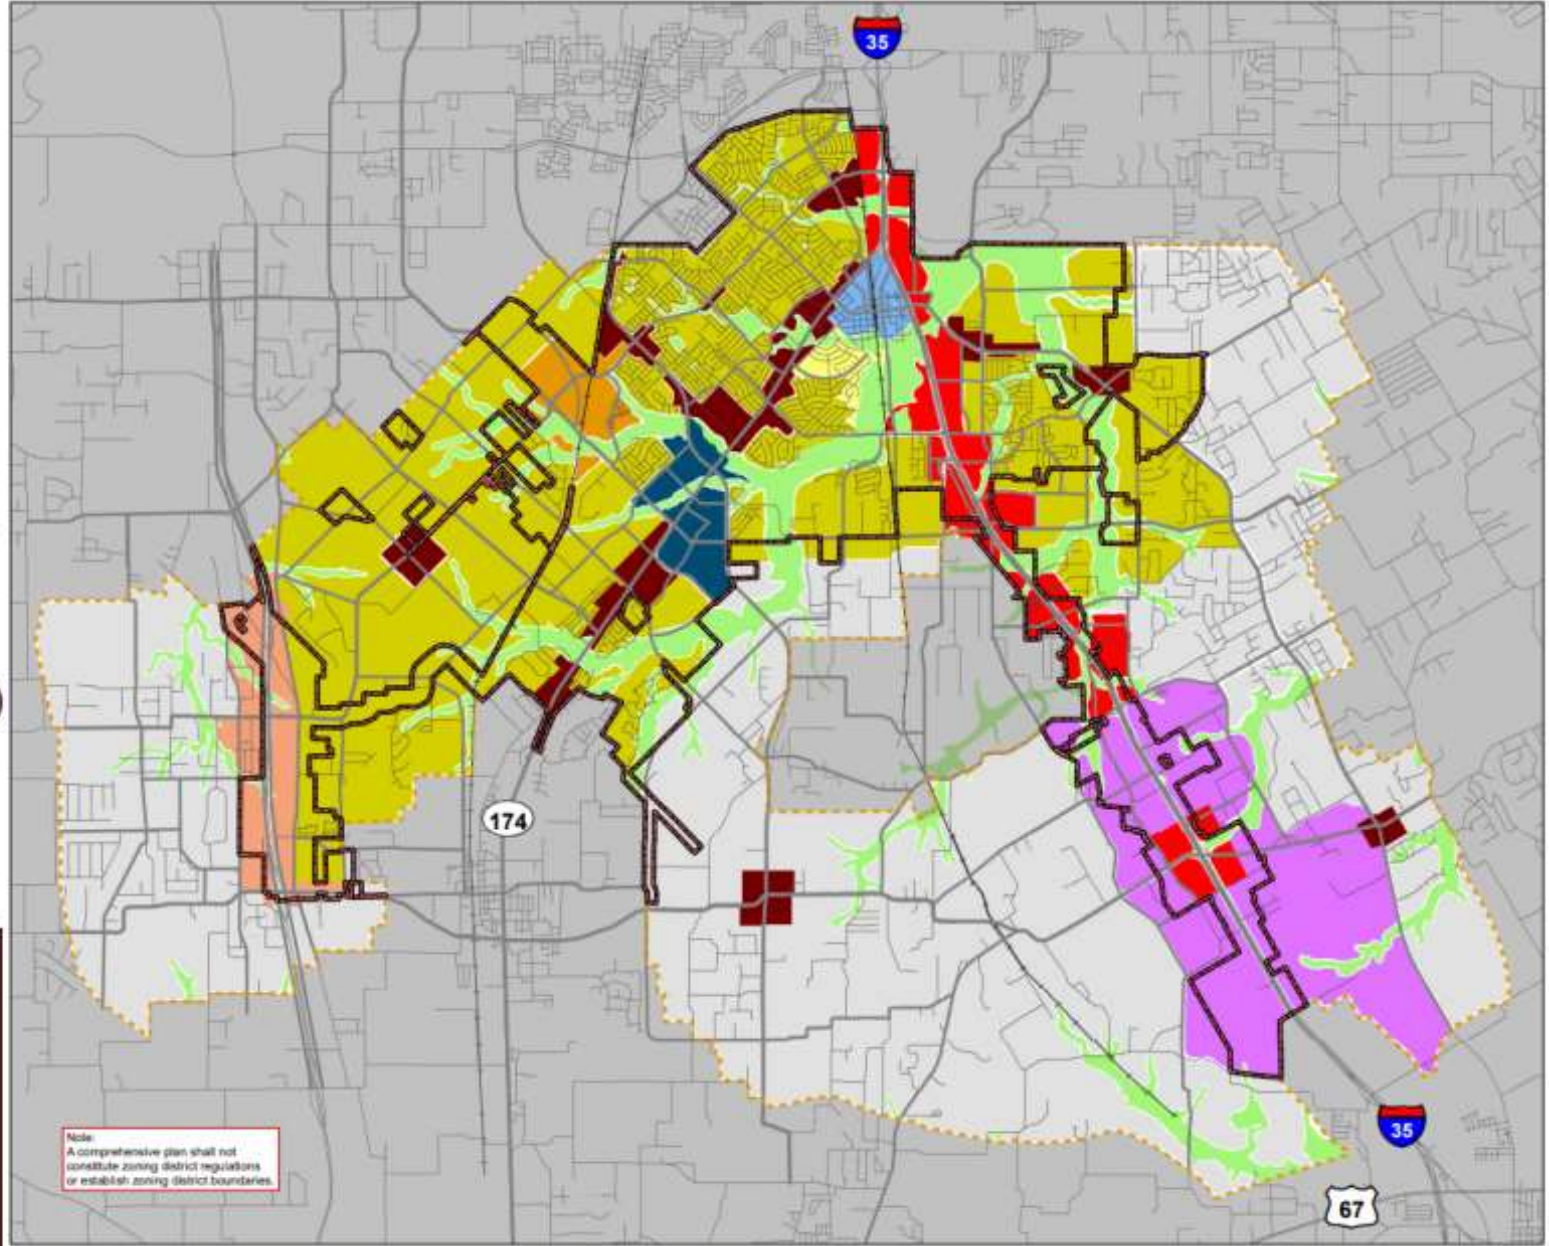 35
174
Note:
A comprehensive plan shall not
constitute zoning district regulations
or establish zoning district boundaries.
35
67